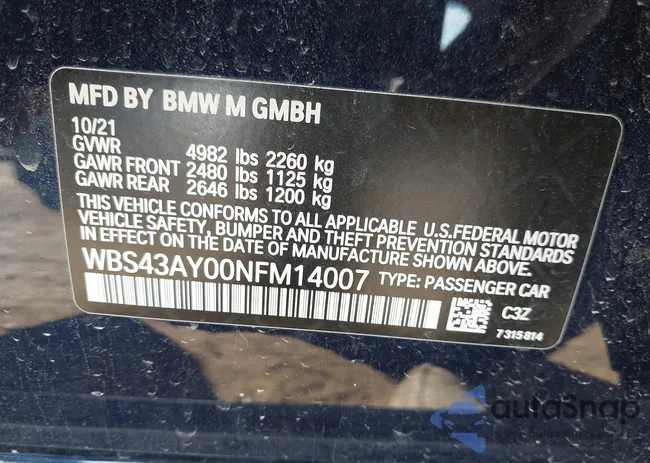 MFD BY BMW M GMBH
10/21
GVWR 4982 lbs 2260 kg
GAWR FRONT 2480 lbs 1125 kg
GAWR REAR 2646 lbs 1200 kg
THIS VEHICLE CONFORMS TO ALL APPLICABLE U.S.FEDERAL MOTOR
VEHICLE SAFETY, BUMPER AND THEFT PREVENTION STANDARDS
IN EFFECT ON THE DATE OF MANUFACTURE SHOWN ABOVE.
WBS43AY00NFM14007 TYPE: PASSENGER CAR
C3Z
7315814
autoSnap